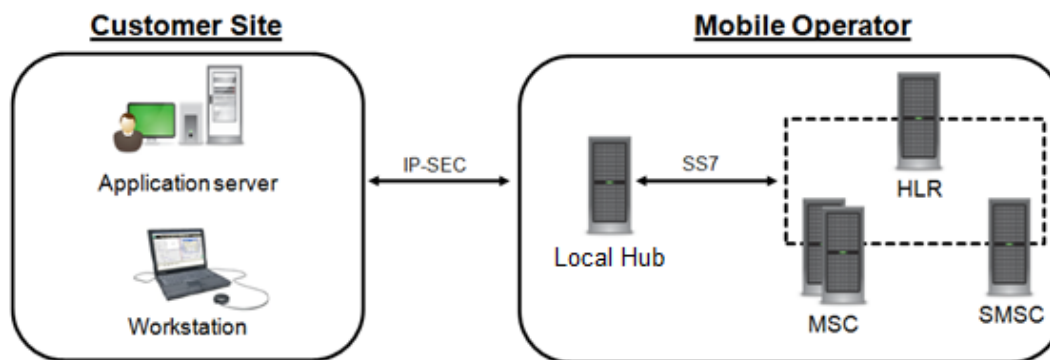 Customer Site
Mobile Operator
Application server
Workstation
IP-SEC
Local Hub
SS7
HLR
MSC
SMSC